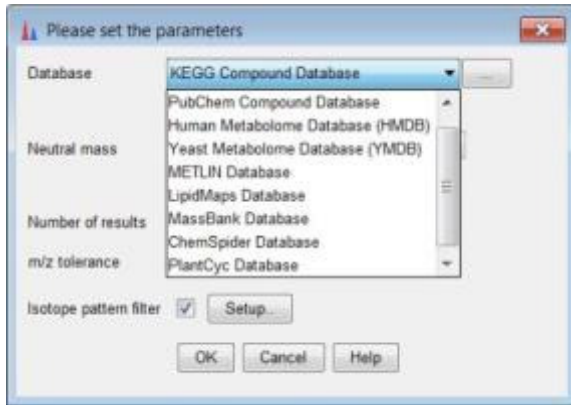 Please set the parameters
Database KEGG Compound Database ...
PubChem Compound Database
Human Metabolome Database (HMDB)
Neutral mass Yeast Metabolome Database (YMDB)
METLIN Database
LipidMaps Database
Number of results MassBank Database
ChemSpider Database
m/z tolerance PlantCyc Database
Isotope pattern filter Setup..
OK Cancel Help